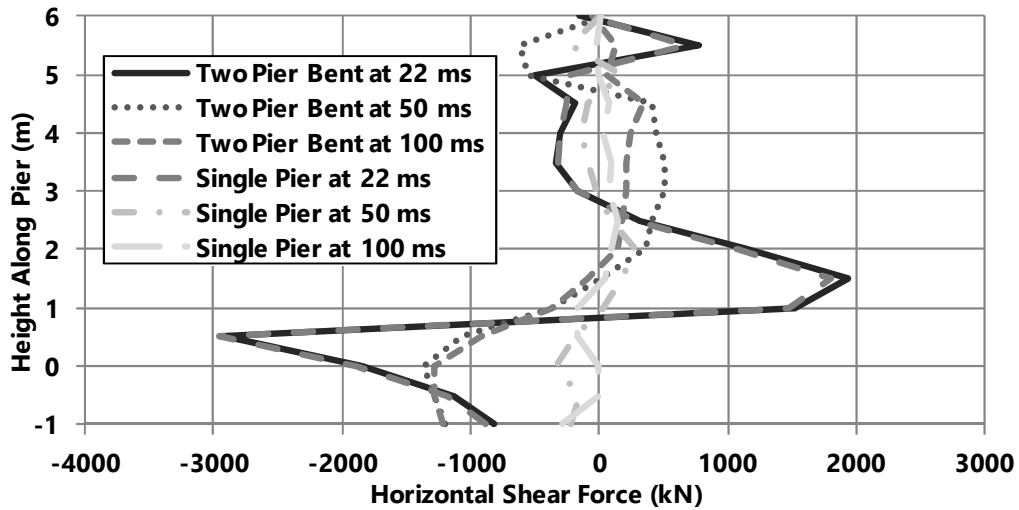 6
5
4
3
2
1
0
-1
Height Along Pier (m)
Two Pier Bent at 22 ms
Two Pier Bent at 50 ms
Two Pier Bent at 100 ms
Single Pier at 22 ms
Single Pier at 50 ms
Single Pier at 100 ms
-4000 -3000 -2000 -1000 0 1000 2000 3000
Horizontal Shear Force (kN)